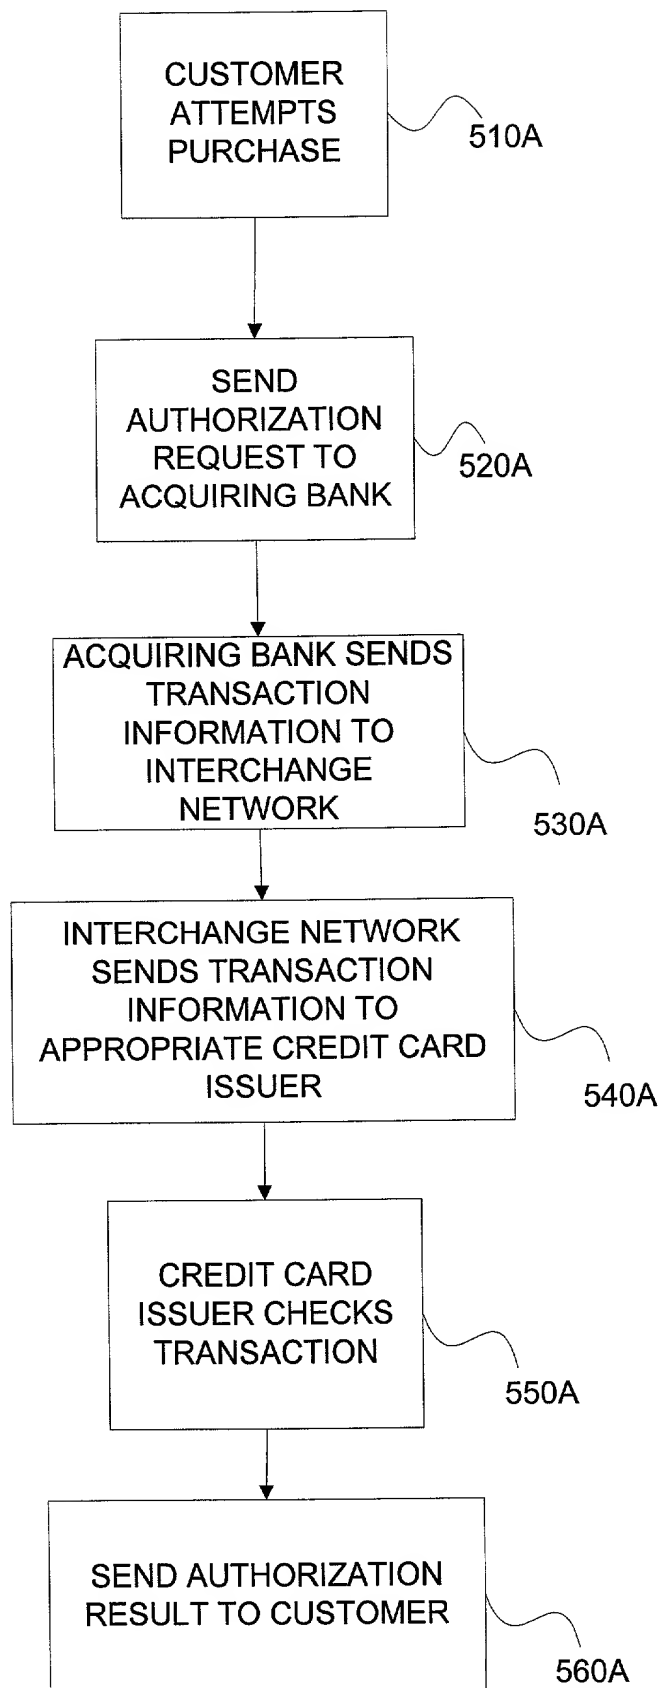 CUSTOMER
ATTEMPTS
PURCHASE
510A
SEND
AUTHORIZATION
REQUEST TO
ACQUIRING BANK
520A
ACQUIRING BANK SENDS
TRANSACTION
INFORMATION TO
INTERCHANGE
NETWORK
530A
INTERCHANGE NETWORK
SENDS TRANSACTION
INFORMATION TO
APPROPRIATE CREDIT CARD
ISSUER
540A
CREDIT CARD
ISSUER CHECKS
TRANSACTION
550A
SEND AUTHORIZATION
RESULT TO CUSTOMER
560A